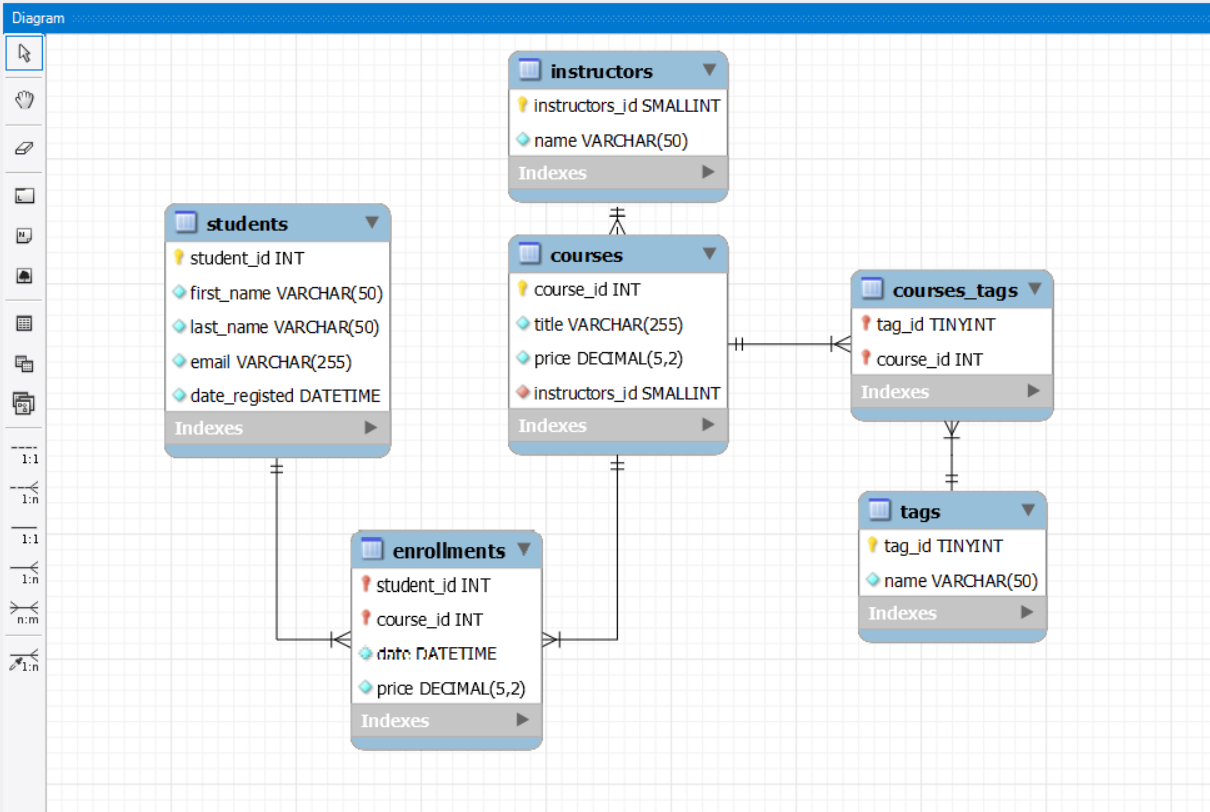 Diagram
instructors
instructors_id SMALLINT
name VARCHAR(50)
Indexes
students
student_id INT
first_name VARCHAR(50)
last_name VARCHAR(50)
email VARCHAR(255)
date_registed DATETIME
Indexes
courses
course_id INT
title VARCHAR(255)
price DECIMAL(5,2)
instructors_id SMALLINT
Indexes
courses_tags
tag_id TINYINT
course_id INT
Indexes
enrollments
student_id INT
course_id INT
date DATETIME
price DECIMAL(5,2)
Indexes
tags
tag_id TINYINT
name VARCHAR(50)
Indexes
1:1
1:n
1:1
1:n
n:m
1:n